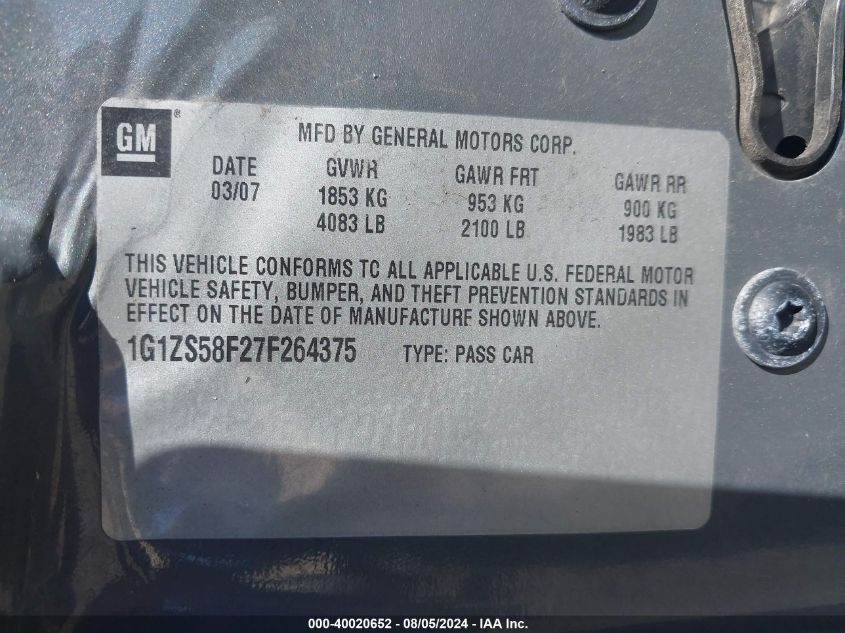 GM ®
MFD BY GENERAL MOTORS CORP.
DATE GVWR GAWR FRT GAWR RR
03/07 1853 KG 953 KG 900 KG
4083 LB 2100 LB 1983 LB
THIS VEHICLE CONFORMS TO ALL APPLICABLE U.S. FEDERAL MOTOR
VEHICLE SAFETY, BUMPER, AND THEFT PREVENTION STANDARDS IN
EFFECT ON THE DATE OF MANUFACTURE SHOWN ABOVE.
1G1ZS58F27F264375 TYPE: PASS CAR
000-40020652 - 08/05/2024 - IAA Inc.